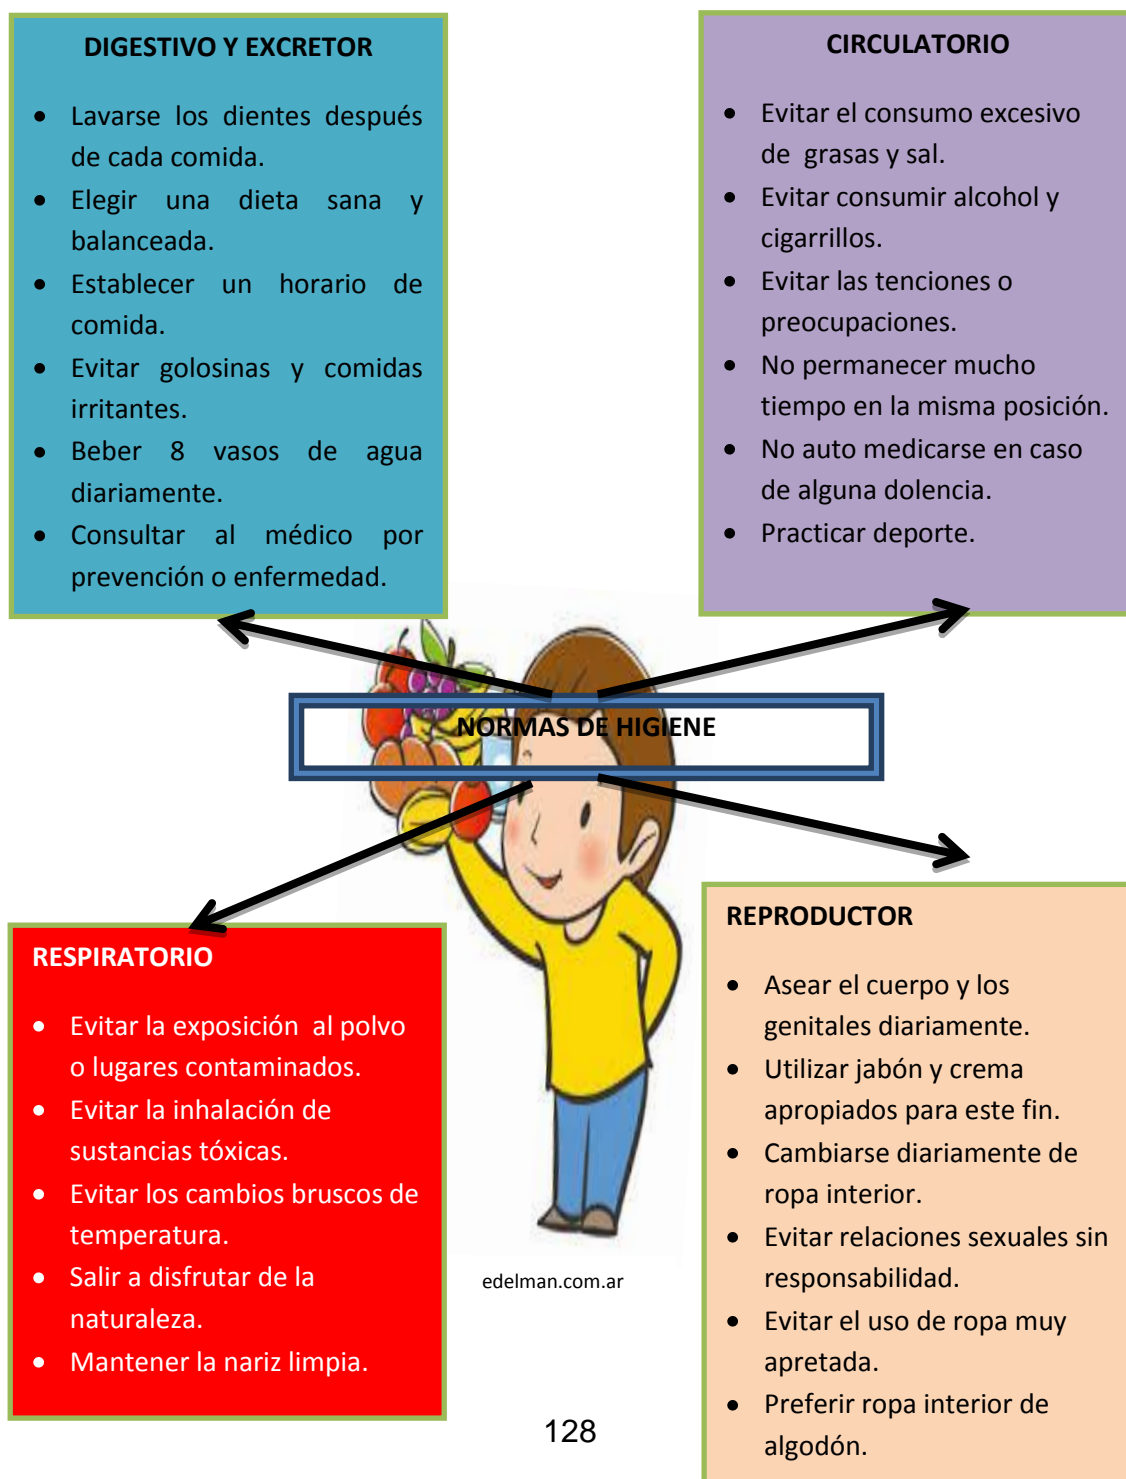 DIGESTIVO Y EXCRETOR
• Lavarse los dientes después
de cada comida.
• Elegir una dieta sana y
balanceada.
• Establecer un horario de
comida.
• Evitar golosinas y comidas
irritantes.
• Beber 8 vasos de agua
diariamente.
• Consultar al médico por
prevención o enfermedad.
CIRCULATORIO
• Evitar el consumo excesivo
de grasas y sal.
• Evitar consumir alcohol y
cigarrillos.
• Evitar las tenciones o
preocupaciones.
• No permanecer mucho
tiempo en la misma posición.
• No auto medicarse en caso
de alguna dolencia.
• Practicar deporte.
NORMAS DE HIGIENE
RESPIRATORIO
• Evitar la exposición al polvo
o lugares contaminados.
• Evitar la inhalación de
sustancias tóxicas.
• Evitar los cambios bruscos de
temperatura.
• Salir a disfrutar de la
naturaleza.
• Mantener la nariz limpia.
REPRODUCTOR
• Asear el cuerpo y los
genitales diariamente.
• Utilizar jabón y crema
apropiados para este fin.
• Cambiarse diariamente de
ropa interior.
• Evitar relaciones sexuales sin
responsabilidad.
• Evitar el uso de ropa muy
apretada.
• Preferir ropa interior de
algodón.
edelman.com.ar
128